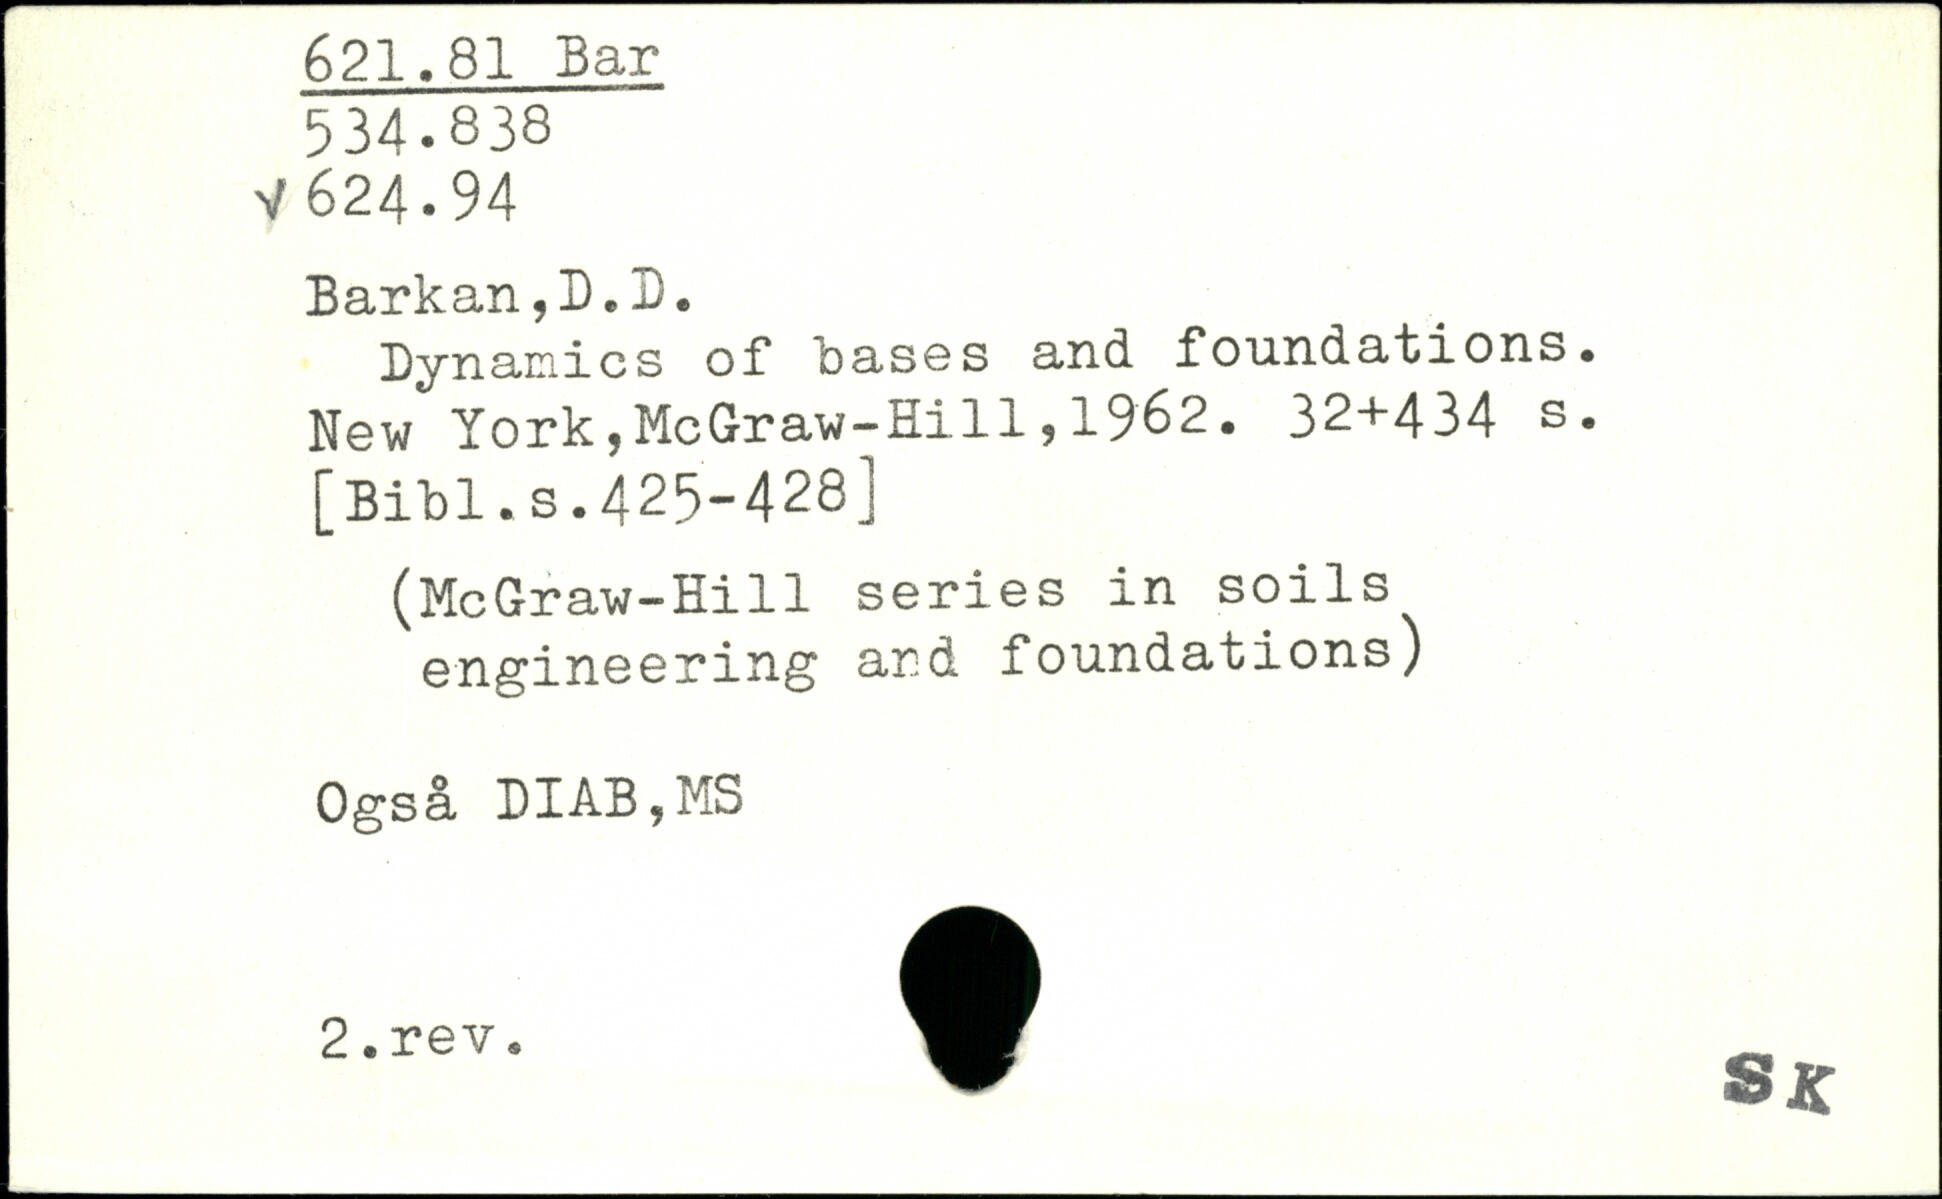 621.81 Bar
534.838
√ 624.94
Barkan,D.D.
Dynamics of bases and foundations.
New York,McGraw-Hill,1962. 32+434 s.
[Bibl.s.425-428]
(McGraw-Hill series in soils
engineering and foundations)
Også DIAB,MS
2.rev.
SK